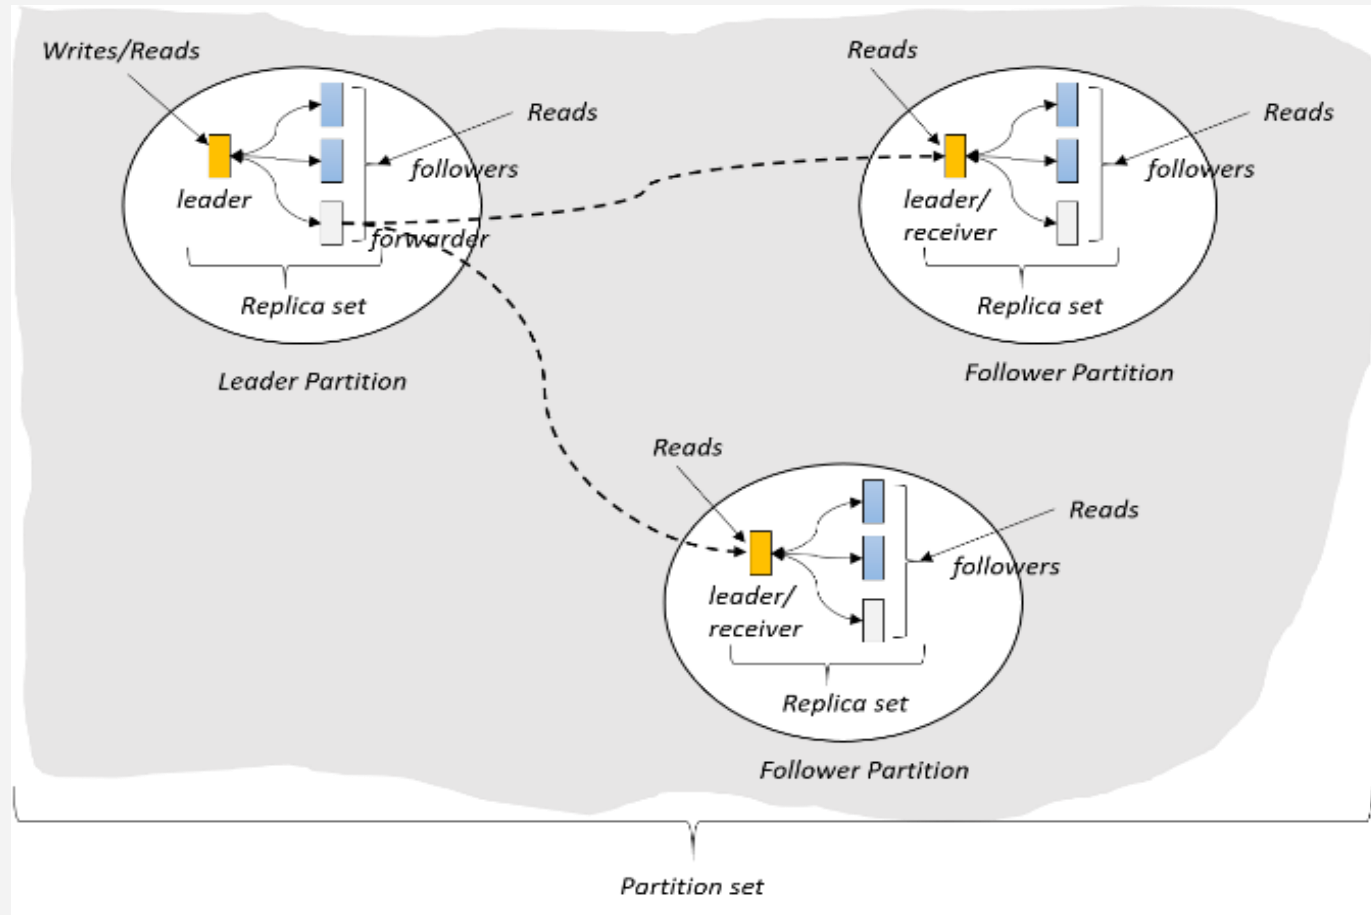 Writes/Reads
Reads
leader
followers
forwarder
Replica set
Leader Partition
Reads
Reads
leader/
receiver
followers
Replica set
Follower Partition
Reads
Reads
leader/
receiver
followers
Replica set
Follower Partition
Partition set